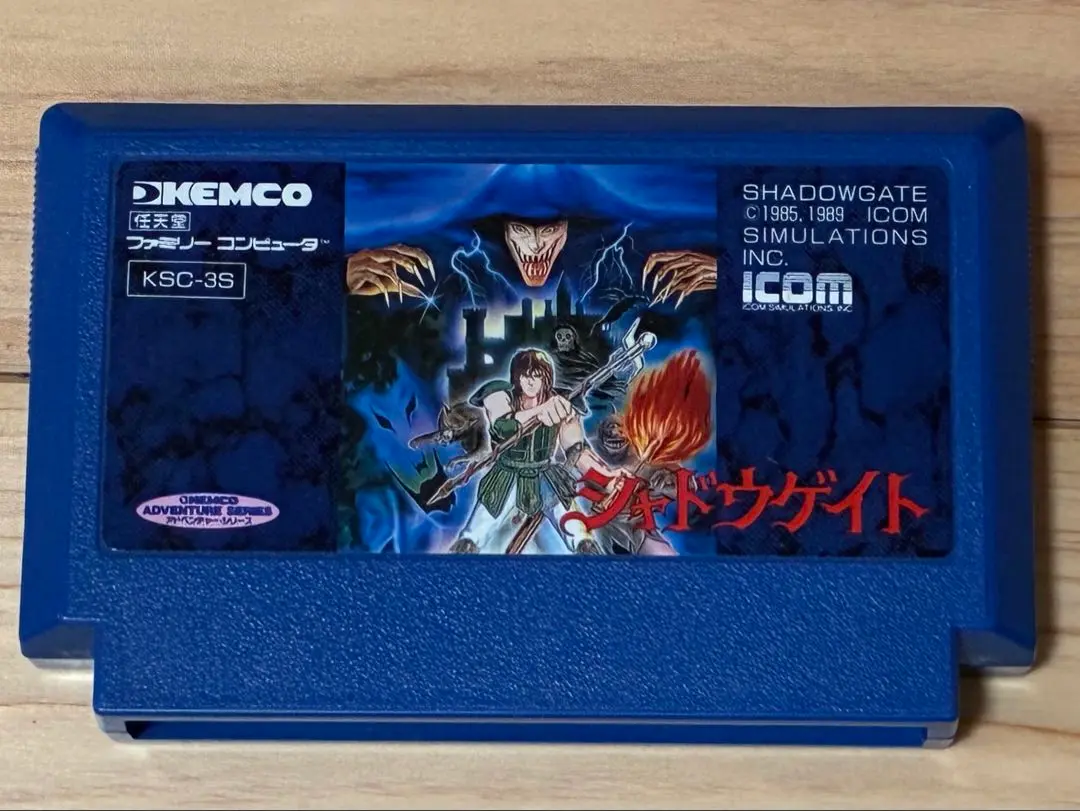 KEMCO
任天堂
ファミリー コンピュータ™
KSC-3S
SHADOWGATE
©1985, 1989 ICOM
SIMULATIONS
INC.
ICOM
ICOM SIMULATIONS, INC
KEMCO
ADVENTURE SERIES
アドベンチャー・シリーズ
シャドウゲイト